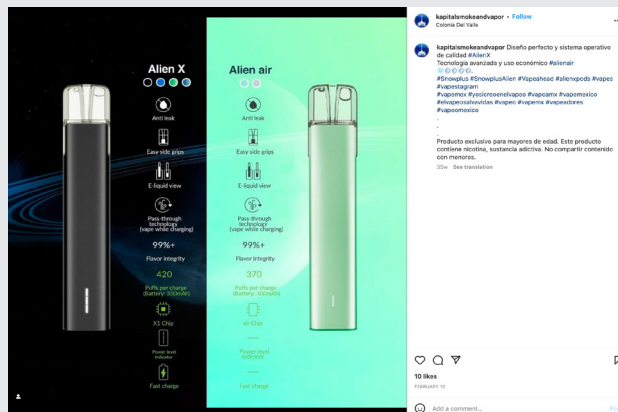 Alien X
Anti leak
Easy side grips
E-liquid view
Pass-through
technology
(vape while charging)
99%+
Flavor integrity
420
Puffs per charge
(Battery: 350mAh)
X1 Chip
Power level
indicator
Fast charge
Alien air
Anti leak
Easy side grips
E-liquid view
Pass-through
technology
(vape while charging)
99%+
Flavor integrity
370
Puffs per charge
(Battery: 300mAh)
air Chip
Power level
indicator
Fast charge
kapitalsmokeandvapor • Follow
Colonia Del Valle
kapitalsmokeandvapor Diseño perfecto y sistema operativo
de calidad #AlienX
Tecnología avanzada y uso económico #alienair
#Snowplus #SnowplusAlien #Vapeahead #alienxpods #vapes
#vapestagram
#vapemex #yosicreoenelvapeo #vapeamx #vapemexico
#elvapeosalvavidas #vapeo #vapemx #vapeadores
#vapeomexico
.
.
.
Producto exclusivo para mayores de edad. Este producto
contiene nicotina, sustancia adictiva. No compartir contenido
con menores.
35w See translation
10 likes
FEBRUARY 10
Add a comment...